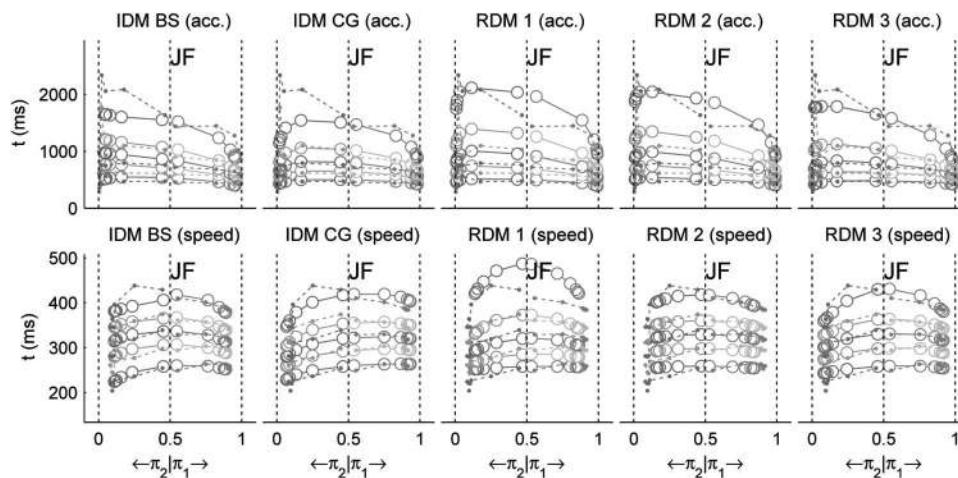 IDM BS (acc.) IDM CG (acc.) RDM 1 (acc.) RDM 2 (acc.) RDM 3 (acc.)
JF JF JF JF JF
2000
1000
0
t (ms)
IDM BS (speed) IDM CG (speed) RDM 1 (speed) RDM 2 (speed) RDM 3 (speed)
JF JF JF JF JF
500
400
300
200
t (ms)
0 0.5 1 0 0.5 1 0 0.5 1 0 0.5 1 0 0.5 1
←π₂|π₁→ ←π₂|π₁→ ←π₂|π₁→ ←π₂|π₁→ ←π₂|π₁→